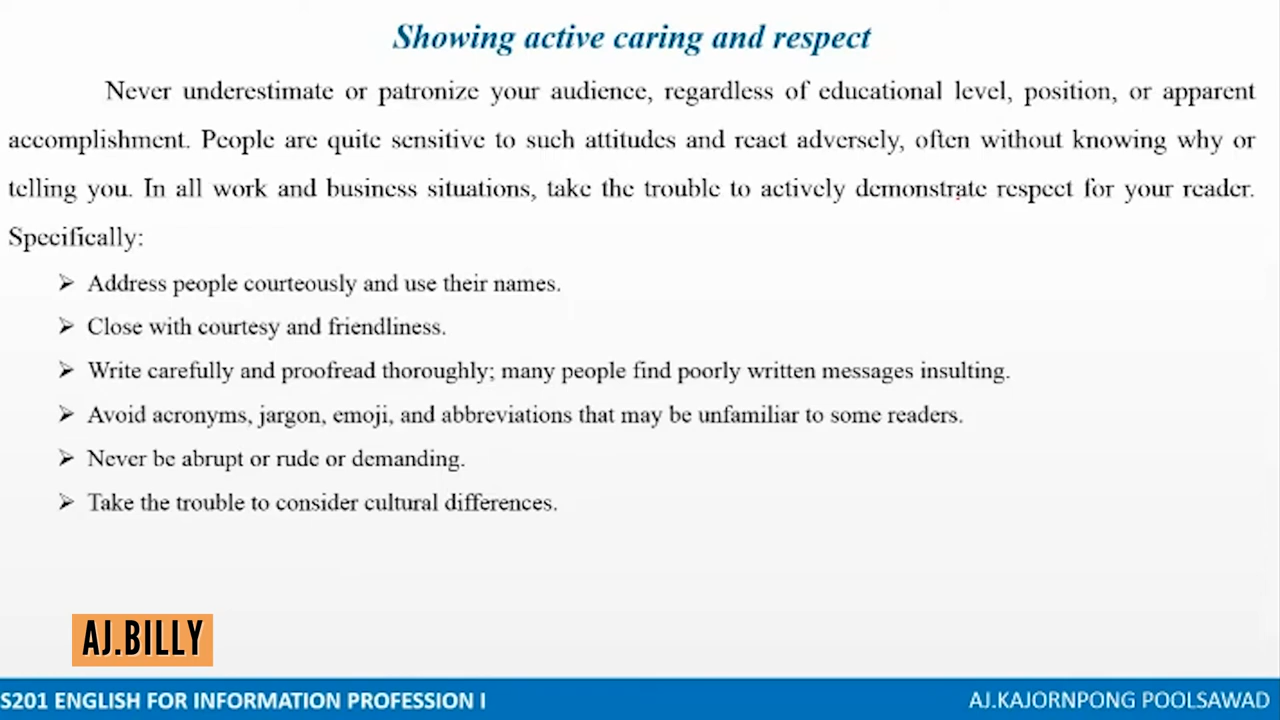 Showing active caring and respect
Never underestimate or patronize your audience, regardless of educational level, position, or apparent
accomplishment. People are quite sensitive to such attitudes and react adversely, often without knowing why or
telling you. In all work and business situations, take the trouble to actively demonstrate respect for your reader.
Specifically:
➢ Address people courteously and use their names.
➢ Close with courtesy and friendliness.
➢ Write carefully and proofread thoroughly; many people find poorly written messages insulting.
➢ Avoid acronyms, jargon, emoji, and abbreviations that may be unfamiliar to some readers.
➢ Never be abrupt or rude or demanding.
➢ Take the trouble to consider cultural differences.
AJ.BILLY
S201 ENGLISH FOR INFORMATION PROFESSION I
AJ.KAJORNPONG POOLSAWAD